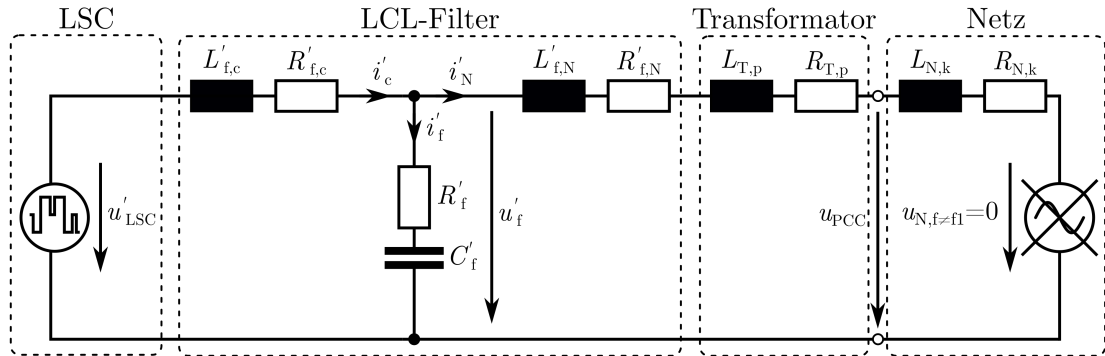 LSC LCL-Filter Transformator Netz
L'f,c R'f,c i'c i'N L'f,N R'f,N LT,p RT,p LN,k RN,k
i'f
R'f
u'LSC u'f uPCC uN,f≠f1=0
C'f